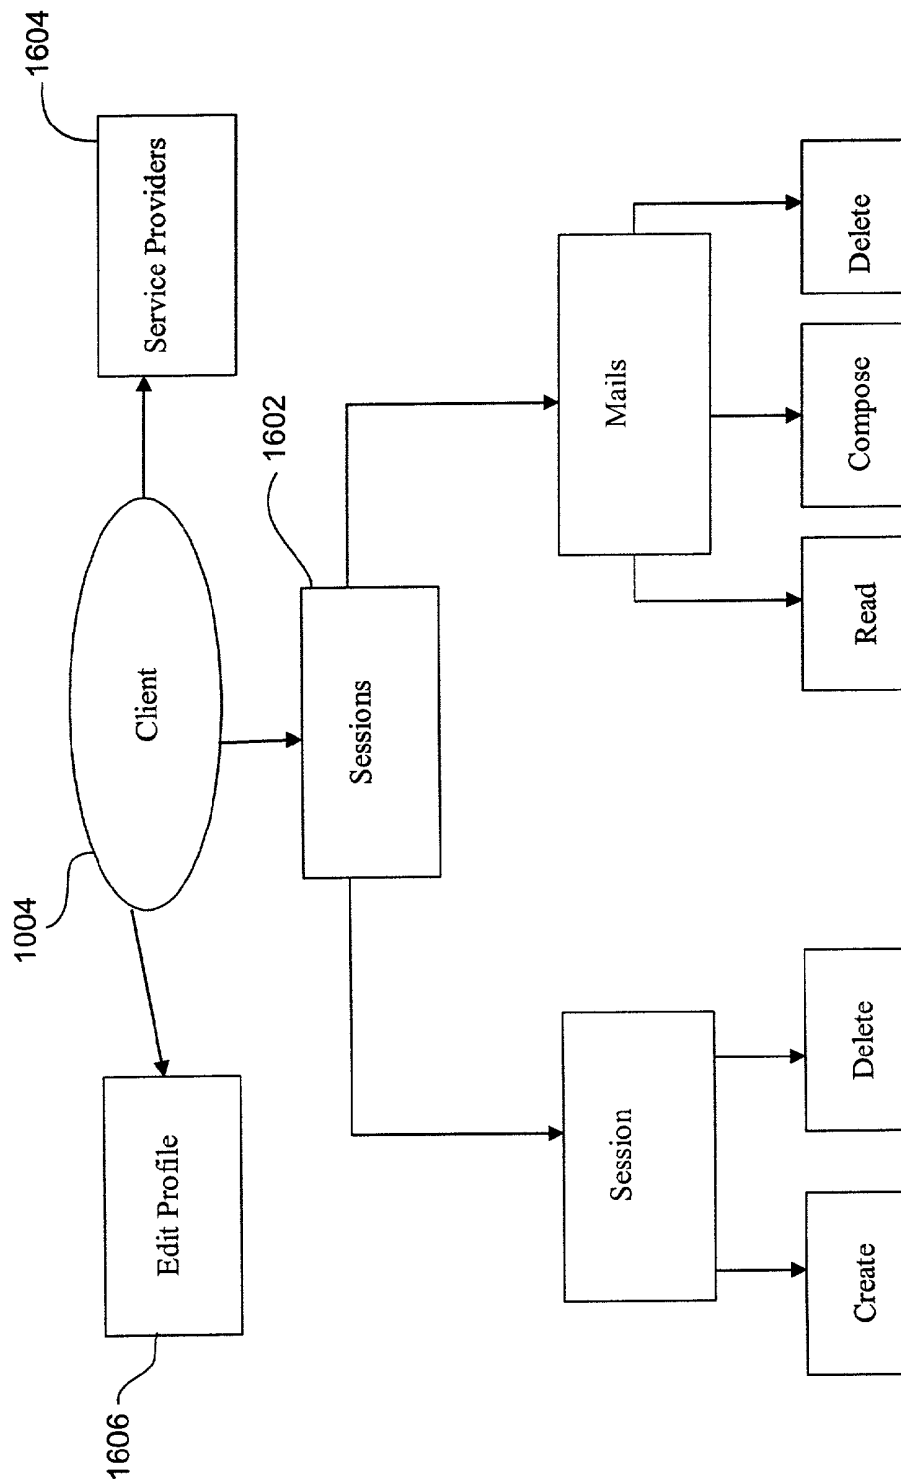 1606
Edit Profile
1004
Client
1604
Service Providers
1602
Sessions
Session
Mails
Create
Delete
Read
Compose
Delete